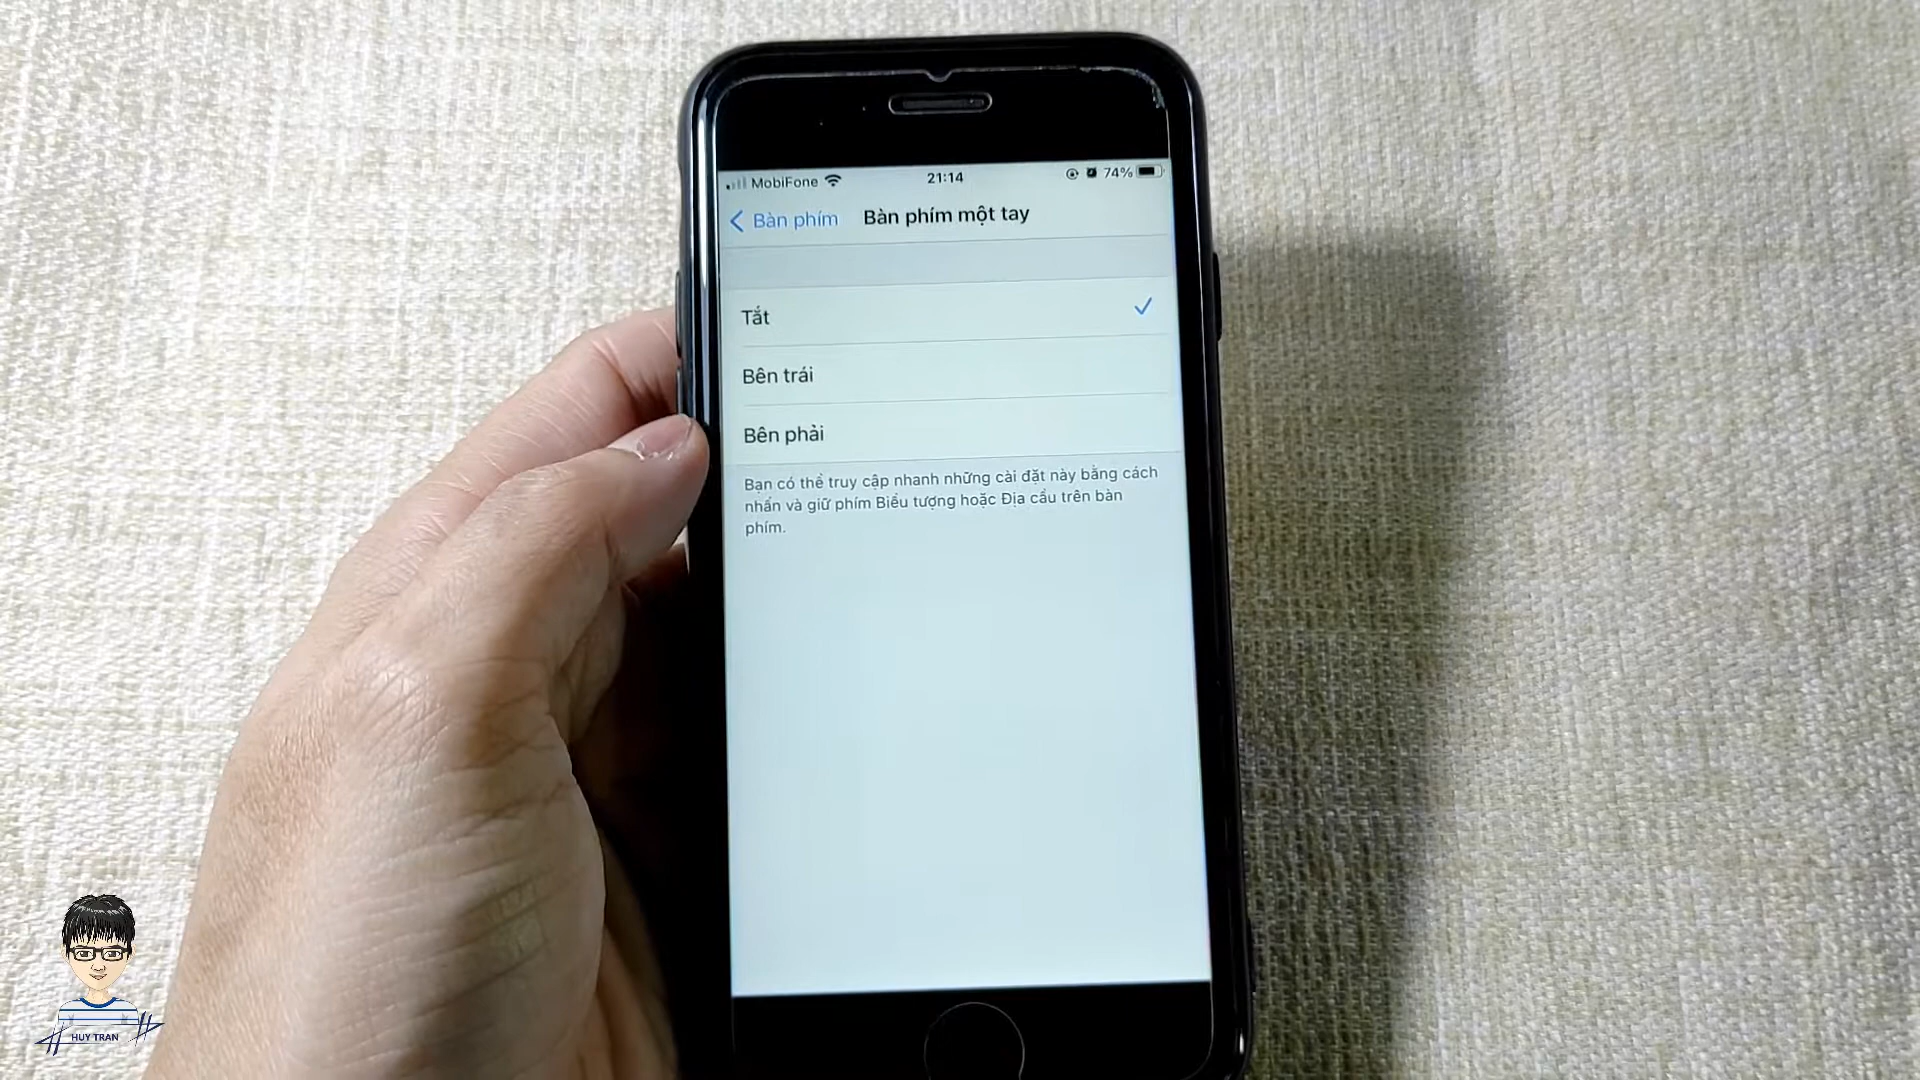 MobiFone 21:14 74%
Bàn phím Bàn phím một tay
Tắt
Bên trái
Bên phải
Bạn có thể truy cập nhanh những cài đặt này bằng cách
nhấn và giữ phím Biểu tượng hoặc Địa cầu trên bàn
phím.
HUY TRAN